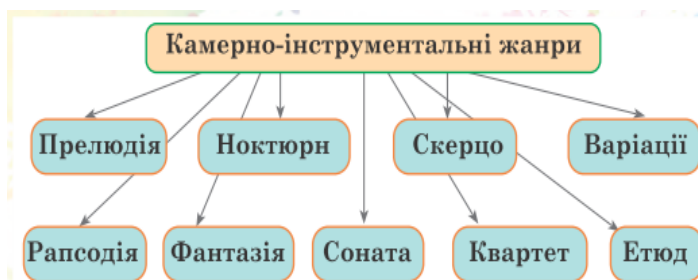 Камерно-інструментальні жанри
Прелюдія
Ноктюрн
Скерцо
Варіації
Рапсодія
Фантазія
Соната
Квартет
Етюд